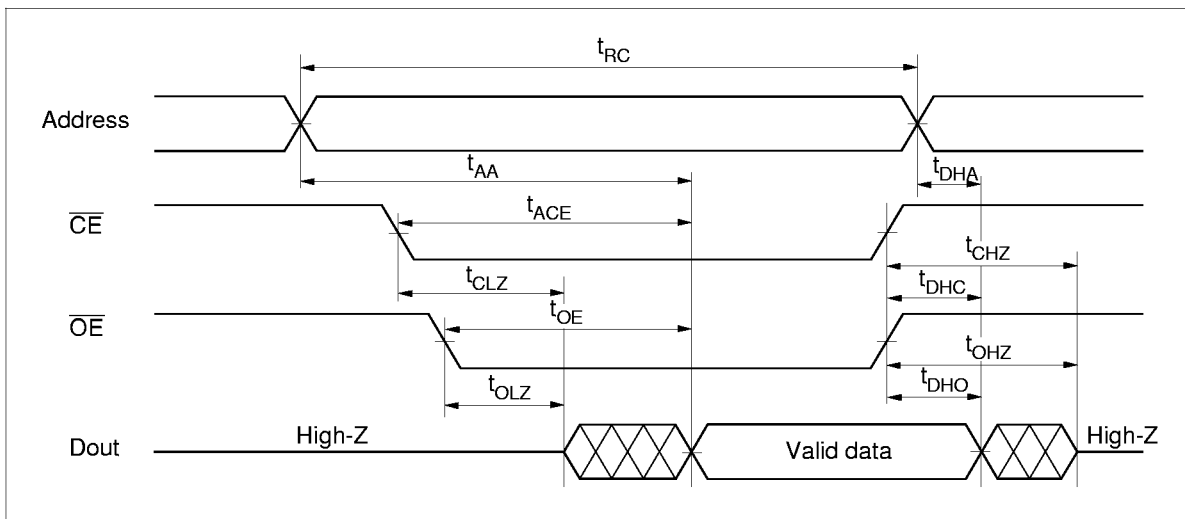 tRC
Address
tAA
tDHA
CE
tACE
tCHZ
tCLZ
tDHC
OE
tOE
tOHZ
tOLZ
tDHO
Dout
High-Z
Valid data
High-Z